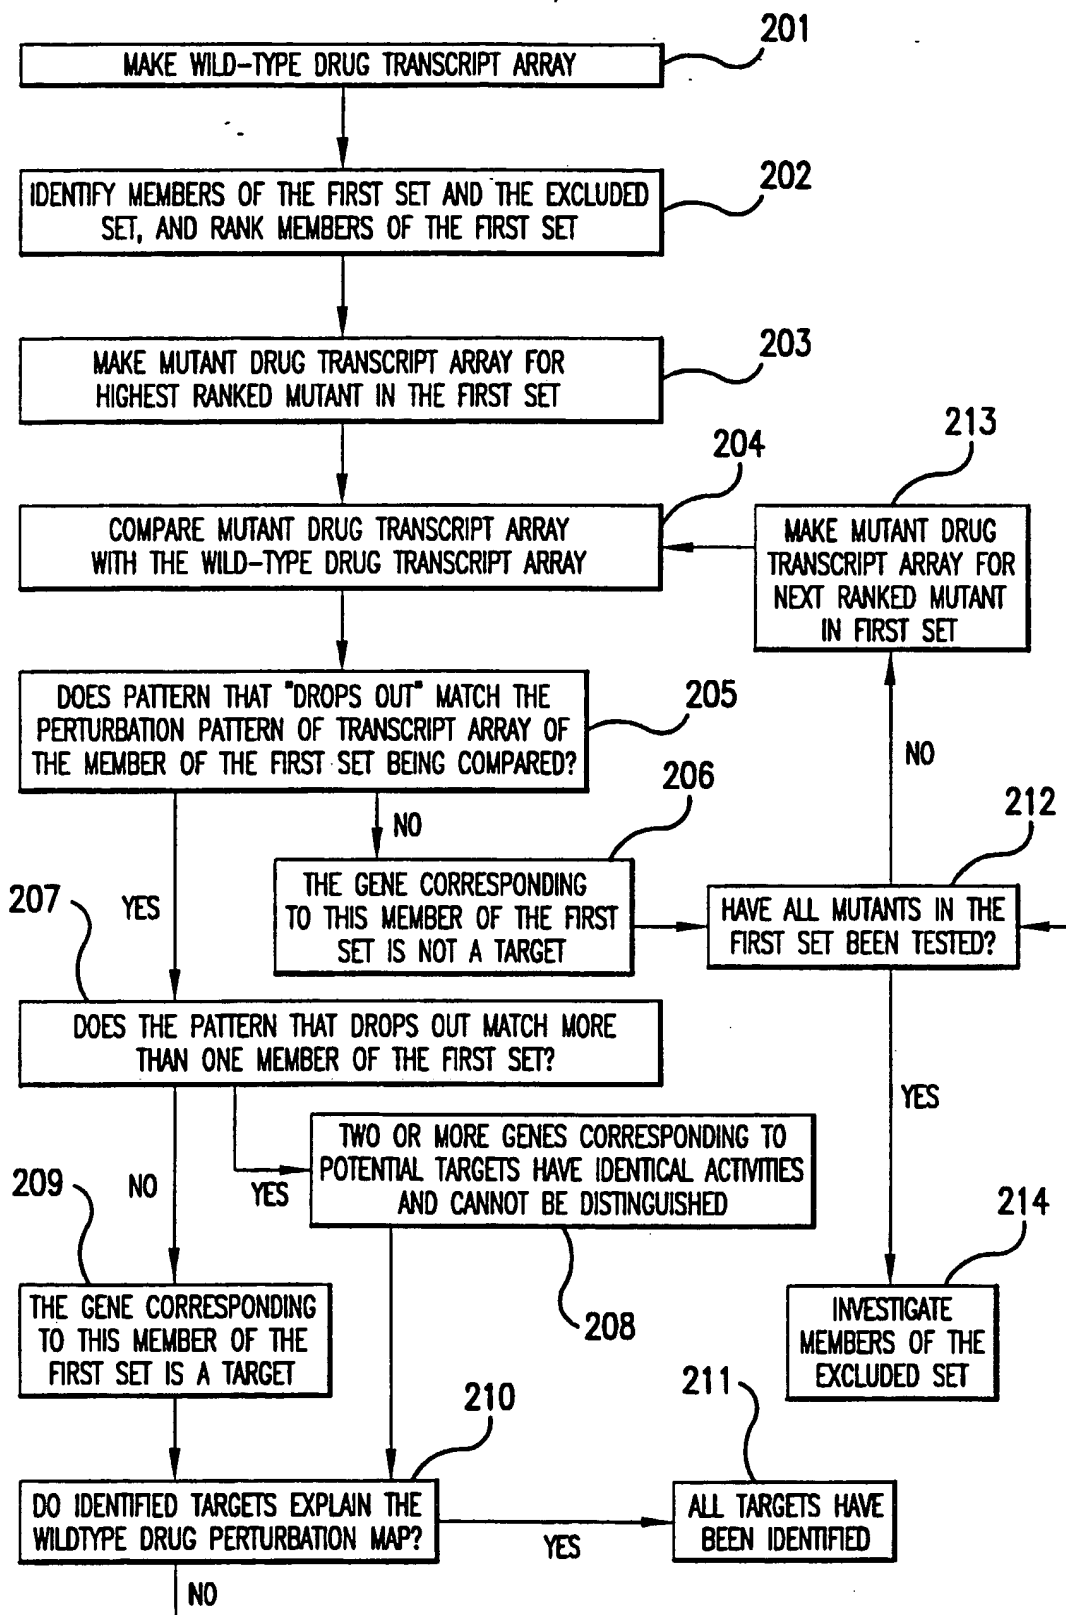 201
MAKE WILD-TYPE DRUG TRANSCRIPT ARRAY
202
IDENTIFY MEMBERS OF THE FIRST SET AND THE EXCLUDED
SET, AND RANK MEMBERS OF THE FIRST SET
203
MAKE MUTANT DRUG TRANSCRIPT ARRAY FOR
HIGHEST RANKED MUTANT IN THE FIRST SET
204
COMPARE MUTANT DRUG TRANSCRIPT ARRAY
WITH THE WILD-TYPE DRUG TRANSCRIPT ARRAY
213
MAKE MUTANT DRUG
TRANSCRIPT ARRAY FOR
NEXT RANKED MUTANT
IN FIRST SET
205
DOES PATTERN THAT "DROPS OUT" MATCH THE
PERTURBATION PATTERN OF TRANSCRIPT ARRAY OF
THE MEMBER OF THE FIRST SET BEING COMPARED?
NO
206
NO
THE GENE CORRESPONDING
TO THIS MEMBER OF THE FIRST
SET IS NOT A TARGET
212
HAVE ALL MUTANTS IN THE
FIRST SET BEEN TESTED?
207
YES
DOES THE PATTERN THAT DROPS OUT MATCH MORE
THAN ONE MEMBER OF THE FIRST SET?
YES
TWO OR MORE GENES CORRESPONDING TO
POTENTIAL TARGETS HAVE IDENTICAL ACTIVITIES
AND CANNOT BE DISTINGUISHED
209
NO
YES
208
214
THE GENE CORRESPONDING
TO THIS MEMBER OF THE
FIRST SET IS A TARGET
INVESTIGATE
MEMBERS OF THE
EXCLUDED SET
210
211
DO IDENTIFIED TARGETS EXPLAIN THE
WILDTYPE DRUG PERTURBATION MAP?
YES
ALL TARGETS HAVE
BEEN IDENTIFIED
NO